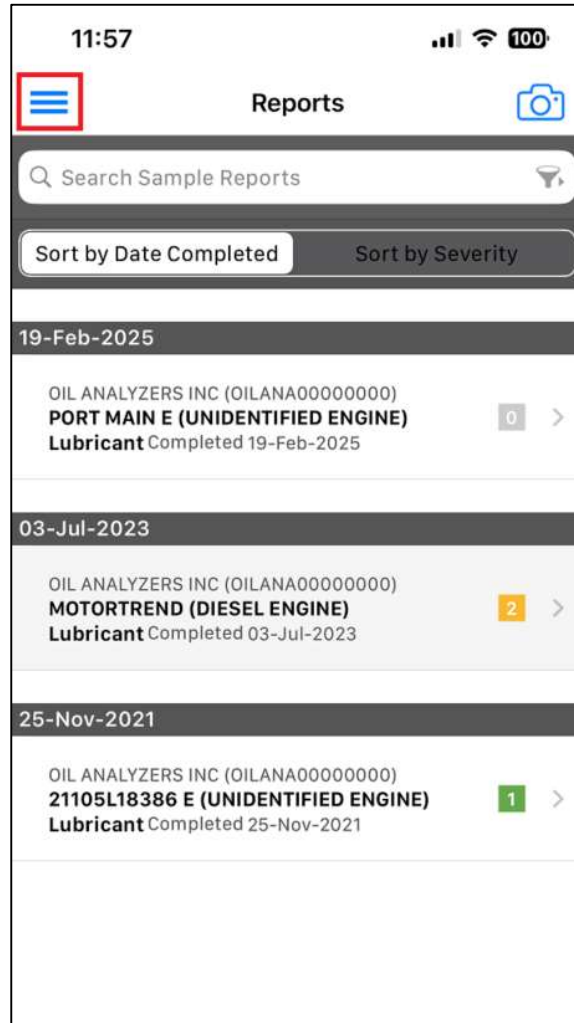 11:57
100
Reports
Search Sample Reports
Sort by Date Completed
Sort by Severity
19-Feb-2025
OIL ANALYZERS INC (OILANA00000000)
PORT MAIN E (UNIDENTIFIED ENGINE)
0
Lubricant Completed 19-Feb-2025
03-Jul-2023
OIL ANALYZERS INC (OILANA00000000)
MOTORTREND (DIESEL ENGINE)
2
Lubricant Completed 03-Jul-2023
25-Nov-2021
OIL ANALYZERS INC (OILANA00000000)
21105L18386 E (UNIDENTIFIED ENGINE)
1
Lubricant Completed 25-Nov-2021